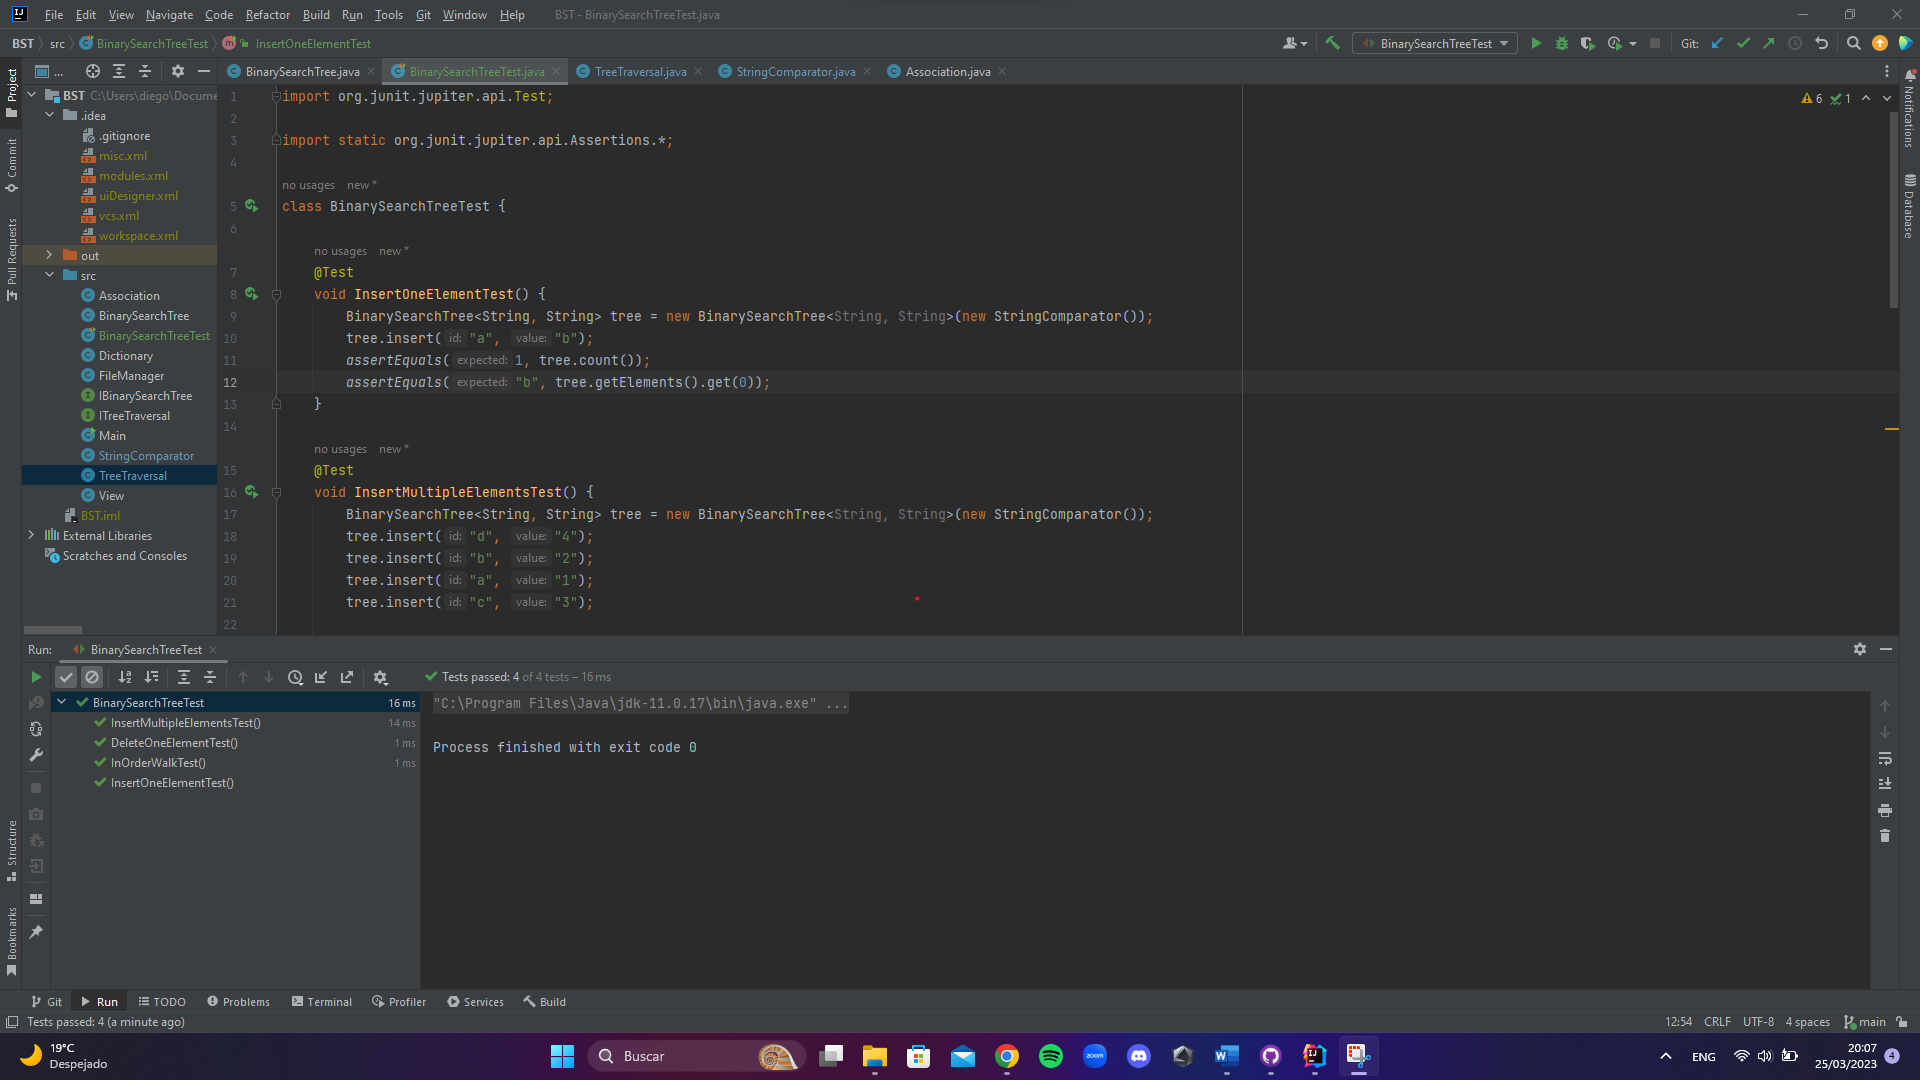 File Edit View Navigate Code Refactor Build Run Tools Git Window Help BST - BinarySearchTreeTest.java
BST src BinarySearchTreeTest InsertOneElementTest BinarySearchTreeTest Git:
... BinarySearchTree.java BinarySearchTreeTest.java TreeTraversal.java StringComparator.java Association.java
Project
Commit
Pull Requests
Structure
Bookmarks
BST C:\Users\diego\Docume
.idea
.gitignore
misc.xml
modules.xml
uiDesigner.xml
vcs.xml
workspace.xml
out
src
Association
BinarySearchTree
BinarySearchTreeTest
Dictionary
FileManager
IBinarySearchTree
ITreeTraversal
Main
StringComparator
TreeTraversal
View
BST.iml
External Libraries
Scratches and Consoles
6 1
1 import org.junit.jupiter.api.Test;
2
3 import static org.junit.jupiter.api.Assertions.*;
4
no usages new *
5 class BinarySearchTreeTest {
6
no usages new *
7 @Test
8 void InsertOneElementTest() {
9 BinarySearchTree<String, String> tree = new BinarySearchTree<String, String>(new StringComparator());
10 tree.insert( id: "a", value: "b");
11 assertEquals( expected: 1, tree.count());
12 assertEquals( expected: "b", tree.getElements().get(0));
13 }
14
no usages new *
15 @Test
16 void InsertMultipleElementsTest() {
17 BinarySearchTree<String, String> tree = new BinarySearchTree<String, String>(new StringComparator());
18 tree.insert( id: "d", value: "4");
19 tree.insert( id: "b", value: "2");
20 tree.insert( id: "a", value: "1");
21 tree.insert( id: "c", value: "3");
22
Notifications
Database
Run: BinarySearchTreeTest
Tests passed: 4 of 4 tests – 16 ms
BinarySearchTreeTest 16 ms
InsertMultipleElementsTest() 14 ms
DeleteOneElementTest() 1 ms
InOrderWalkTest() 1 ms
InsertOneElementTest()
"C:\Program Files\Java\jdk-11.0.17\bin\java.exe" ...
Process finished with exit code 0
Git Run TODO Problems Terminal Profiler Services Build
Tests passed: 4 (a minute ago) 12:54 CRLF UTF-8 4 spaces main
19°C
Despejado
Buscar
zoom
ENG
20:07
25/03/2023
4